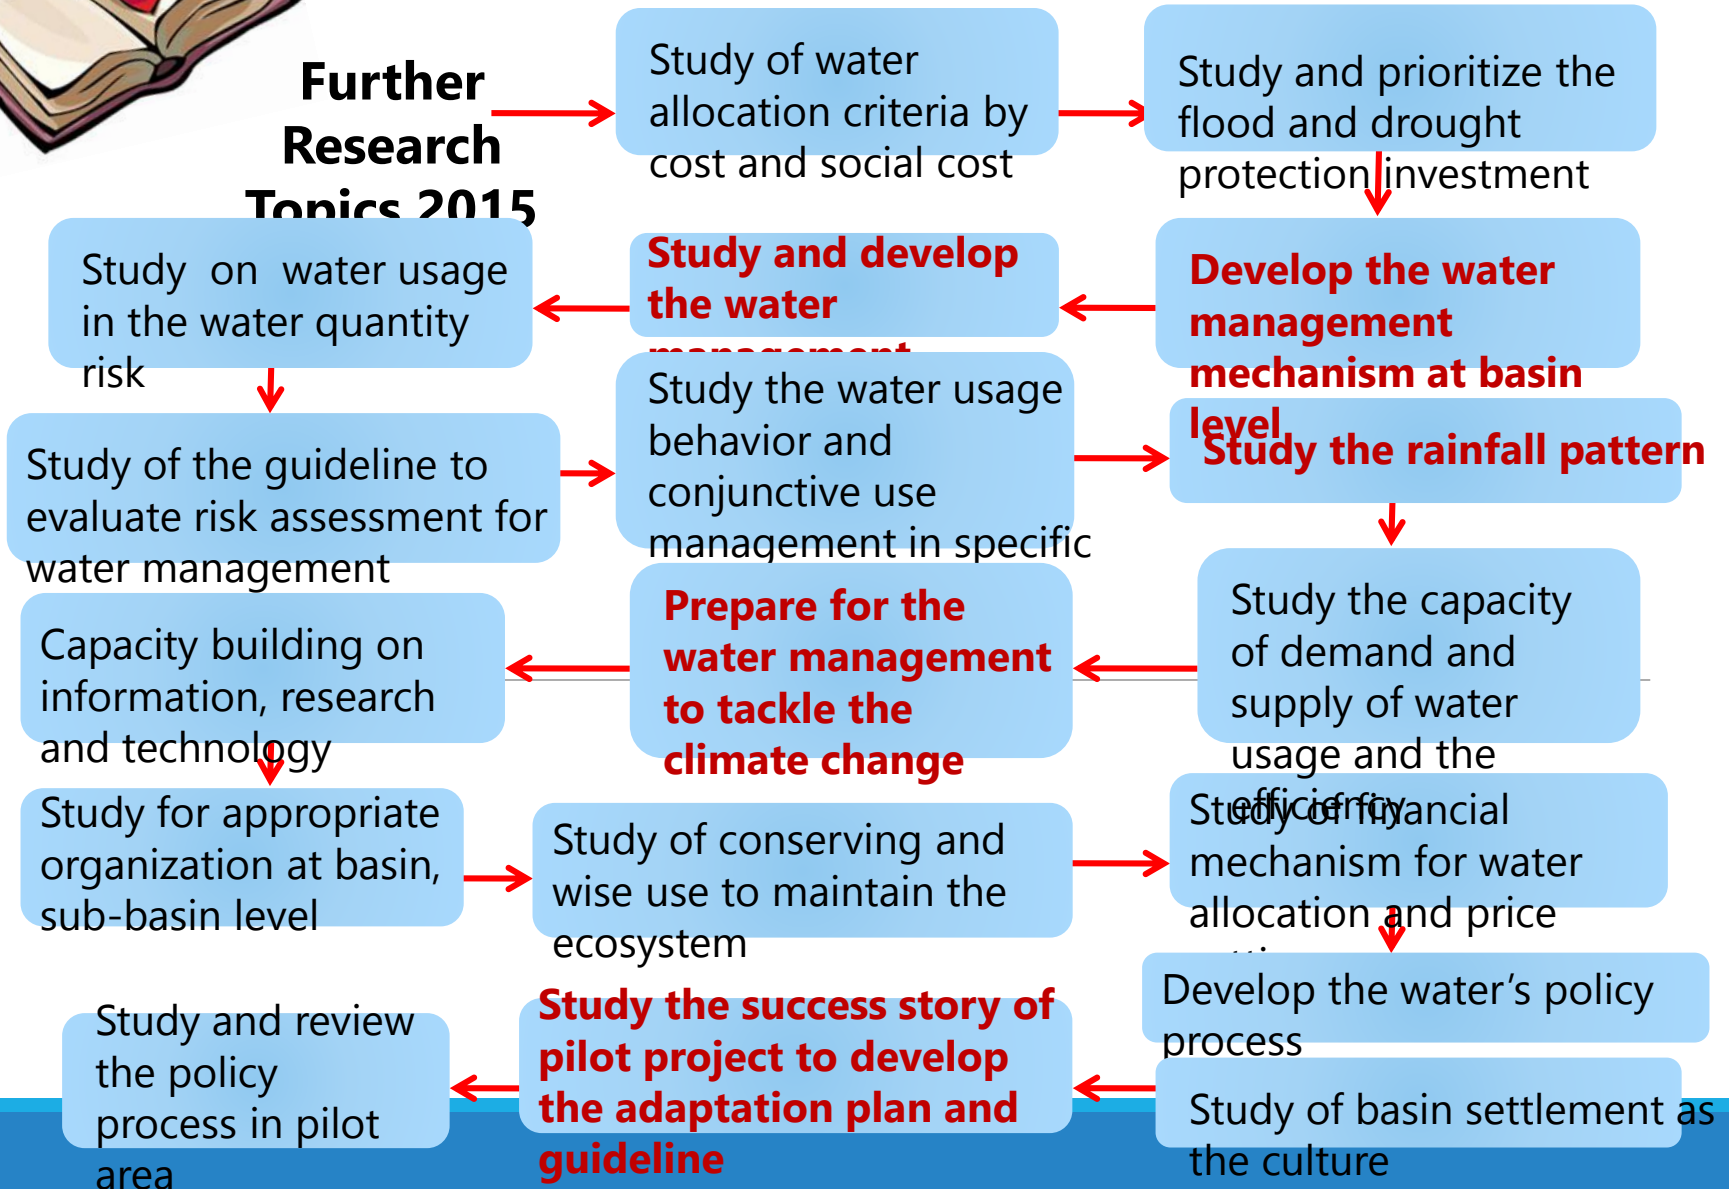 Further
Research
Topics 2015
Study of water
allocation criteria by
cost and social cost
Study and prioritize the
flood and drought
protection investment
Develop the water
management
mechanism at basin
level
Study and develop
the water
management
Study  on  water usage
in the water quantity
risk
Study of the guideline to
evaluate risk assessment for
water management
Study the water usage
behavior and
conjunctive use
management in specific
Study the rainfall pattern
Study the capacity
of demand and
supply of water
usage and the
efficiency
Prepare for the
water management
to tackle the
climate change
Capacity building on
information, research
and technology
Study for appropriate
organization at basin,
sub-basin level
Study of conserving and
wise use to maintain the
ecosystem
Study of financial
mechanism for water
allocation and price
Develop the water’s policy
process
Study of basin settlement as
the culture
Study the success story of
pilot project to develop
the adaptation plan and
guideline
Study and review
the policy
process in pilot
area